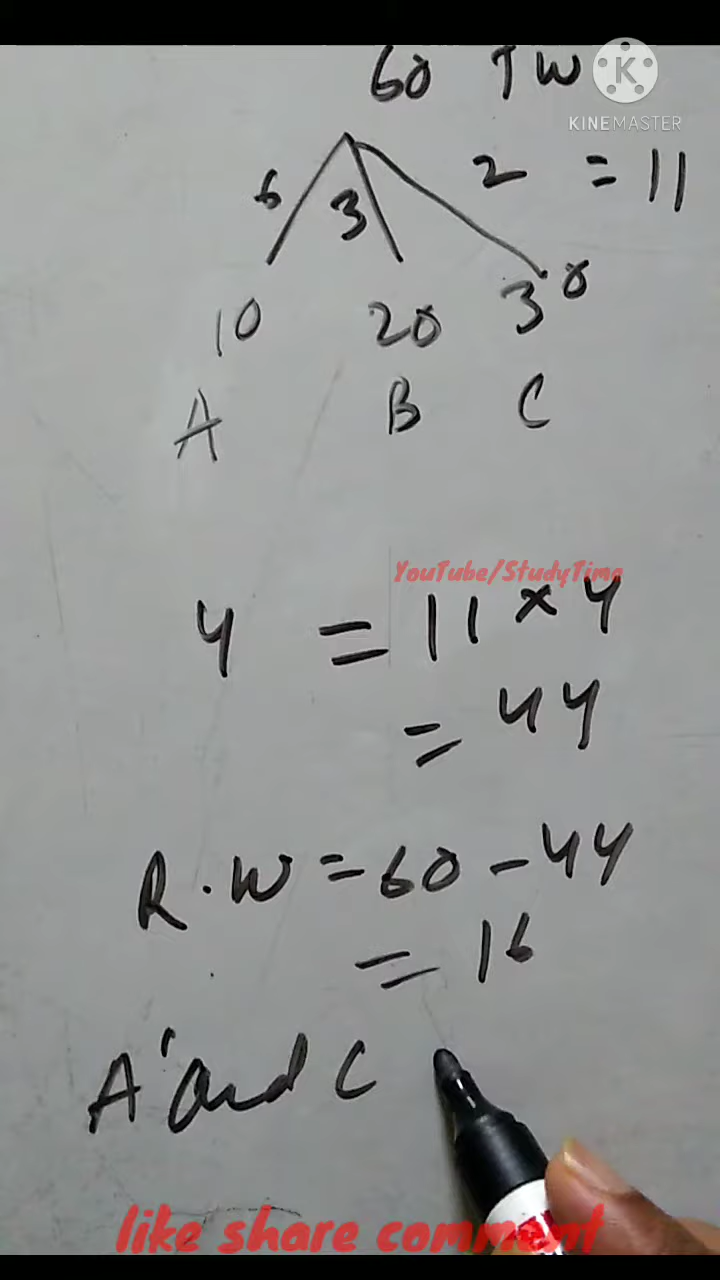 60 TW
KINEMASTER
6 3 2 = 11
10 20 30
A B C
YouTube/StudyTime
4 = 11 × 4
= 44
R.W = 60 - 44
= 16
A' and C
like share comment